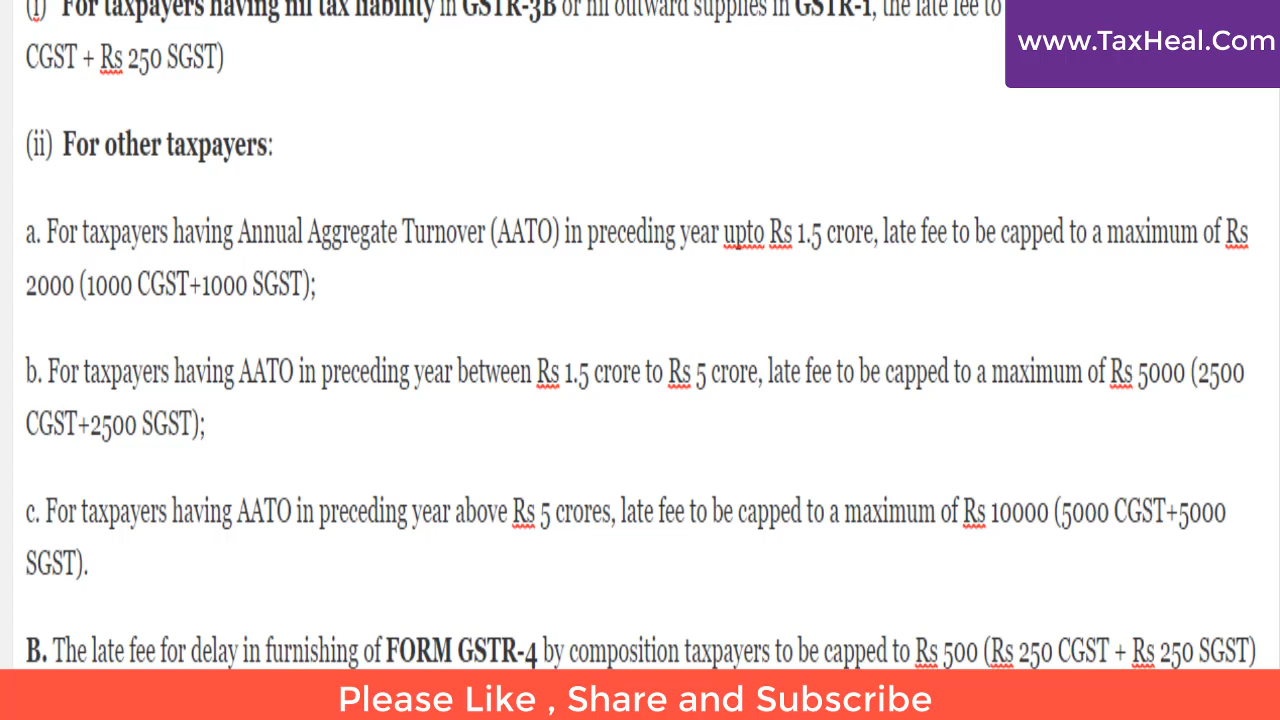 (i) For taxpayers having nil tax liability in GSTR-3B or nil outward supplies in GSTR-1, the late fee to
www.TaxHeal.Com
CGST + Rs 250 SGST)
(ii) For other taxpayers:
a. For taxpayers having Annual Aggregate Turnover (AATO) in preceding year upto Rs 1.5 crore, late fee to be capped to a maximum of Rs
2000 (1000 CGST+1000 SGST);
b. For taxpayers having AATO in preceding year between Rs 1.5 crore to Rs 5 crore, late fee to be capped to a maximum of Rs 5000 (2500
CGST+2500 SGST);
c. For taxpayers having AATO in preceding year above Rs 5 crores, late fee to be capped to a maximum of Rs 10000 (5000 CGST+5000
SGST).
B. The late fee for delay in furnishing of FORM GSTR-4 by composition taxpayers to be capped to Rs 500 (Rs 250 CGST + Rs 250 SGST)
Please Like , Share and Subscribe